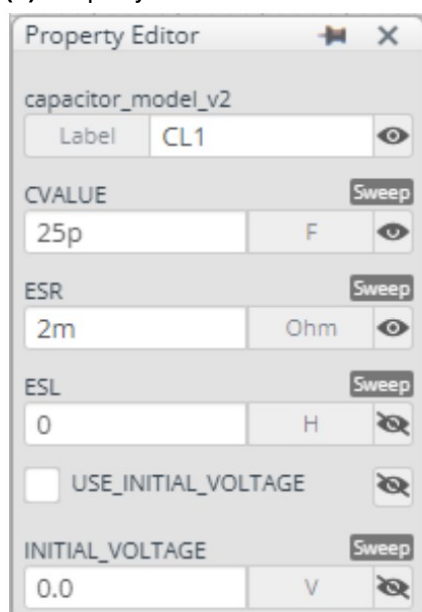 Property Editor
capacitor_model_v2
Label CL1
CVALUE Sweep
25p F
ESR Sweep
2m Ohm
ESL Sweep
0 H
USE_INITIAL_VOLTAGE
INITIAL_VOLTAGE Sweep
0.0 V